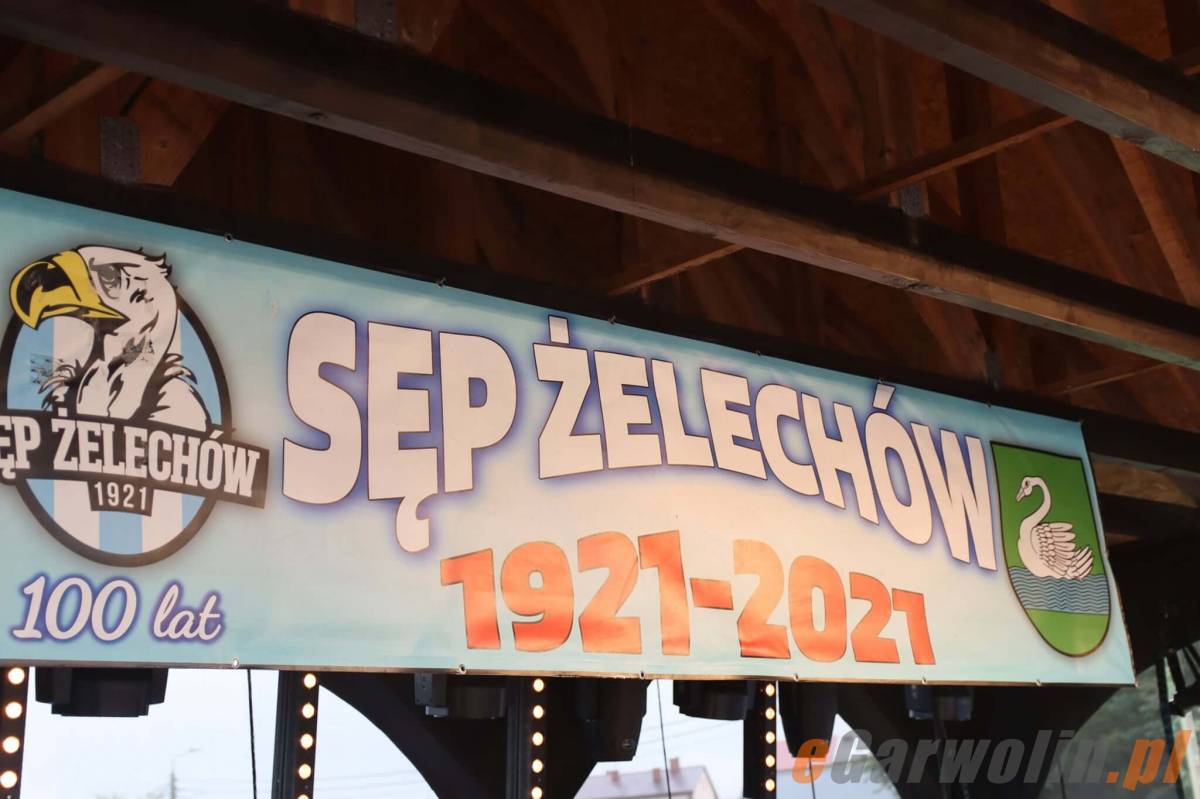 SĘP ŻELECHÓW
1921
100 lat
SĘP ŻELECHÓW
1921-2021
eGarwolin.pl